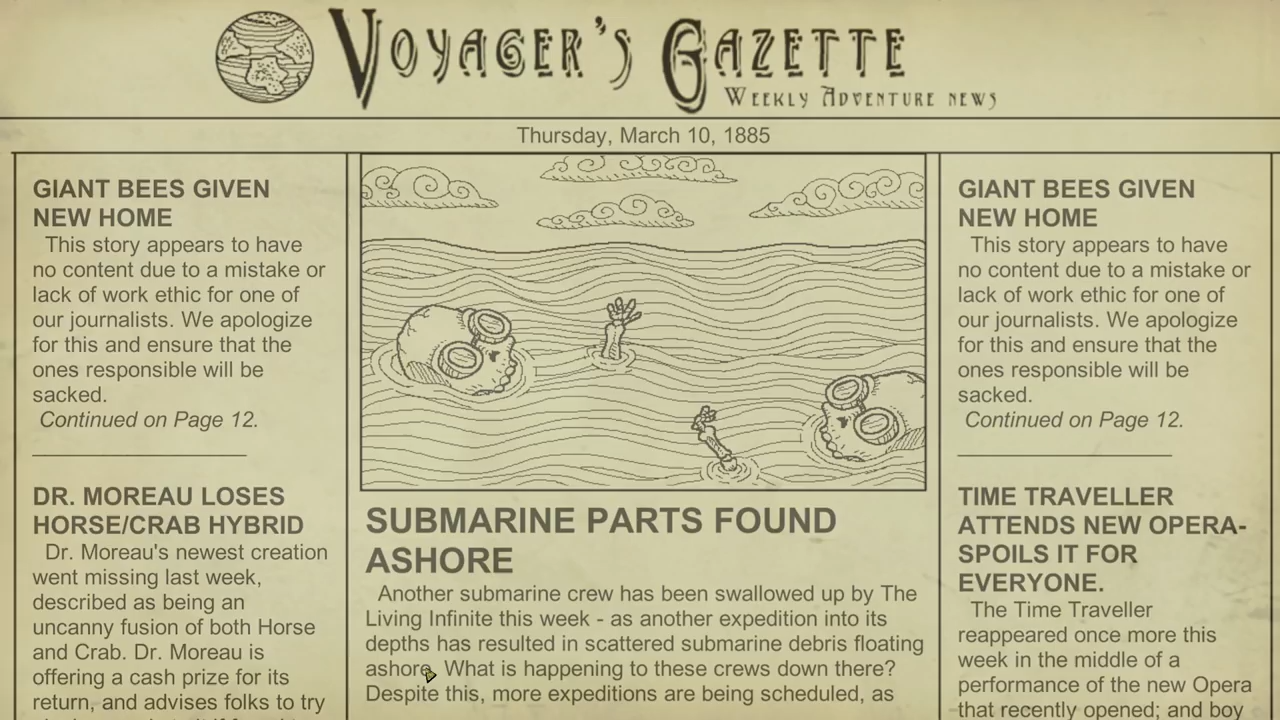 VOYAGER'S GAZETTE
WEEKLY ADVENTURE NEWS
Thursday, March 10, 1885
GIANT BEES GIVEN
NEW HOME
This story appears to have
no content due to a mistake or
lack of work ethic for one of
our journalists. We apologize
for this and ensure that the
ones responsible will be
sacked.
Continued on Page 12.
DR. MOREAU LOSES
HORSE/CRAB HYBRID
Dr. Moreau's newest creation
went missing last week,
described as being an
uncanny fusion of both Horse
and Crab. Dr. Moreau is
offering a cash prize for its
return, and advises folks to try
SUBMARINE PARTS FOUND
ASHORE
Another submarine crew has been swallowed up by The
Living Infinite this week - as another expedition into its
depths has resulted in scattered submarine debris floating
ashore. What is happening to these crews down there?
Despite this, more expeditions are being scheduled, as
GIANT BEES GIVEN
NEW HOME
This story appears to have
no content due to a mistake or
lack of work ethic for one of
our journalists. We apologize
for this and ensure that the
ones responsible will be
sacked.
Continued on Page 12.
TIME TRAVELLER
ATTENDS NEW OPERA-
SPOILS IT FOR
EVERYONE.
The Time Traveller
reappeared once more this
week in the middle of a
performance of the new Opera
that recently opened; and boy